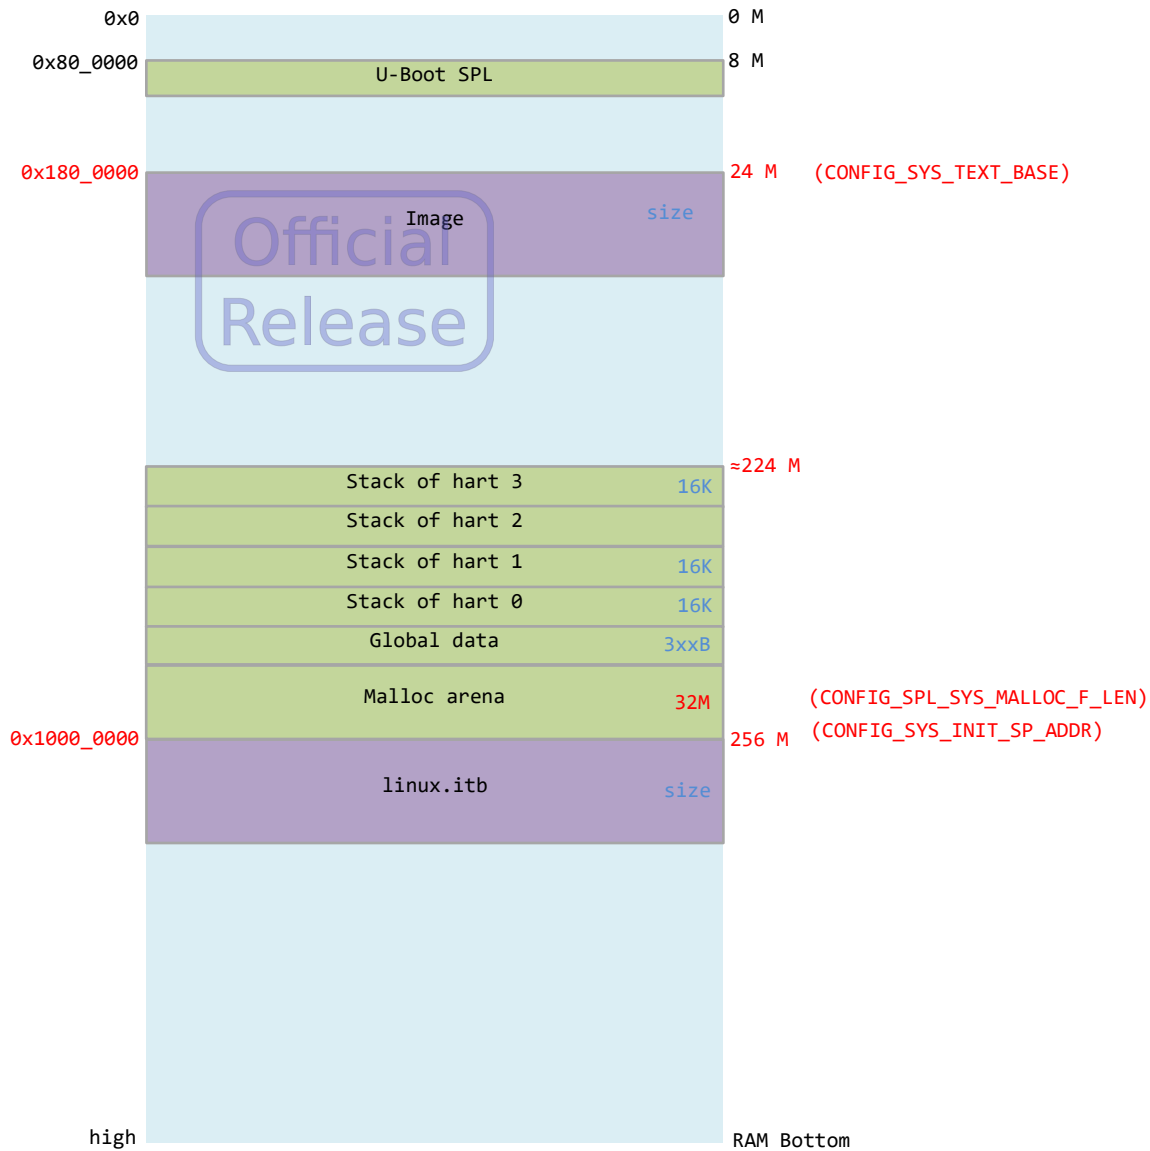 0x0 0 M
0x80_0000 8 M
U-Boot SPL
0x180_0000 24 M (CONFIG_SYS_TEXT_BASE)
Image size
Official
Release
≈224 M
Stack of hart 3 16K
Stack of hart 2
Stack of hart 1 16K
Stack of hart 0 16K
Global data 3xxB
Malloc arena 32M (CONFIG_SPL_SYS_MALLOC_F_LEN)
0x1000_0000 256 M (CONFIG_SYS_INIT_SP_ADDR)
linux.itb size
high RAM Bottom